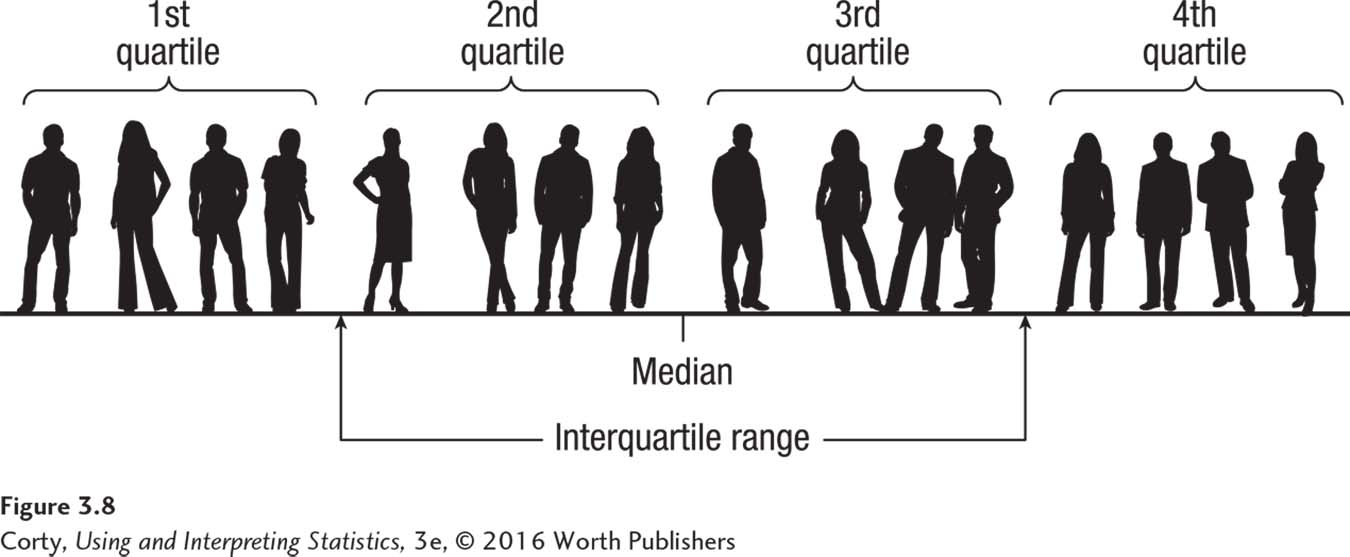 1st
quartile
2nd
quartile
3rd
quartile
4th
quartile
Median
Interquartile range
Figure 3.8
Corty, Using and Interpreting Statistics, 3e, © 2016 Worth Publishers